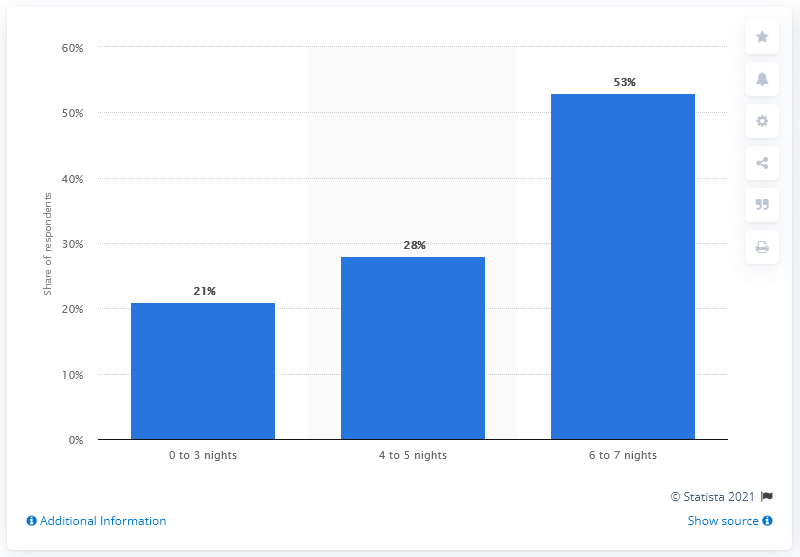 60%
53%
50%
40%
Share of respondents
30%
28%
21%
20%
10%
0%
0 to 3 nights
4 to 5 nights
6 to 7 nights
© Statista 2021
Additional Information
Show source